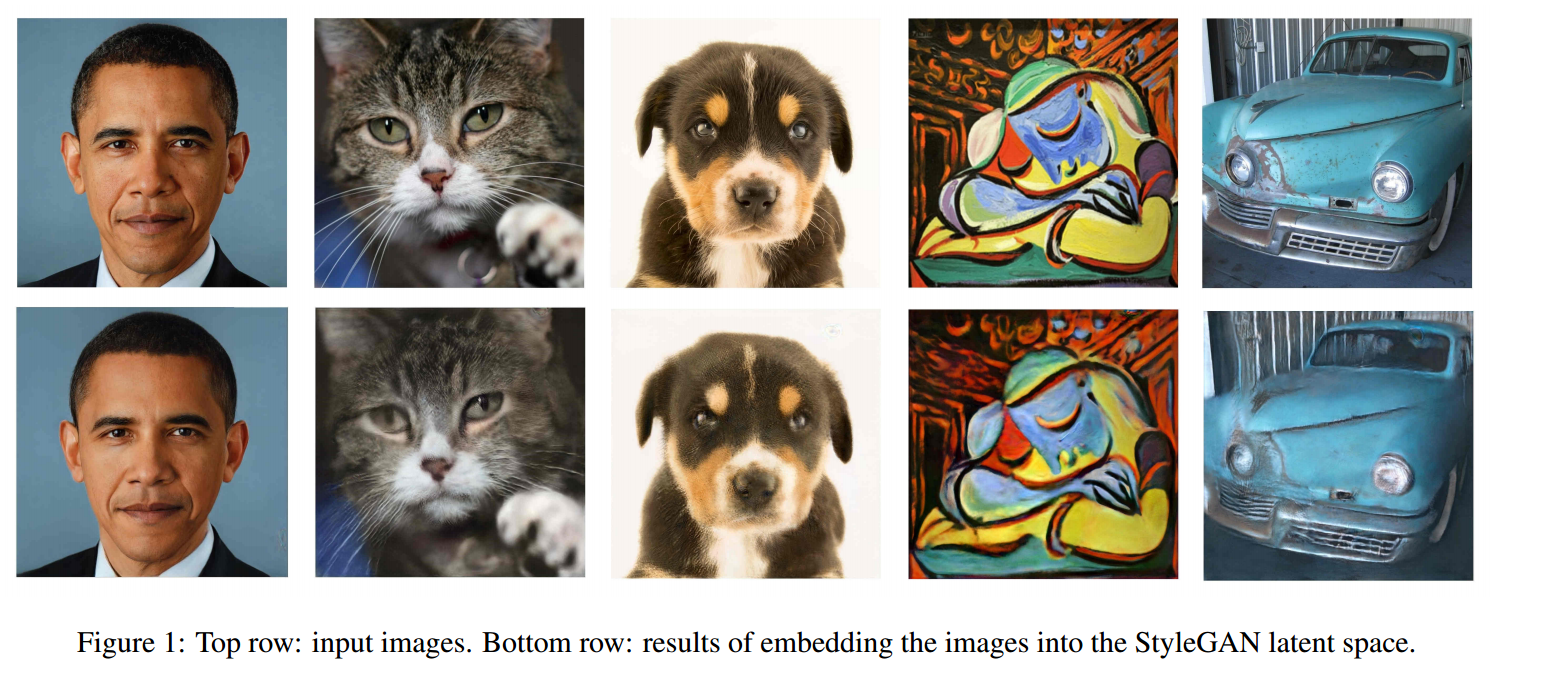 Figure 1: Top row: input images. Bottom row: results of embedding the images into the StyleGAN latent space.